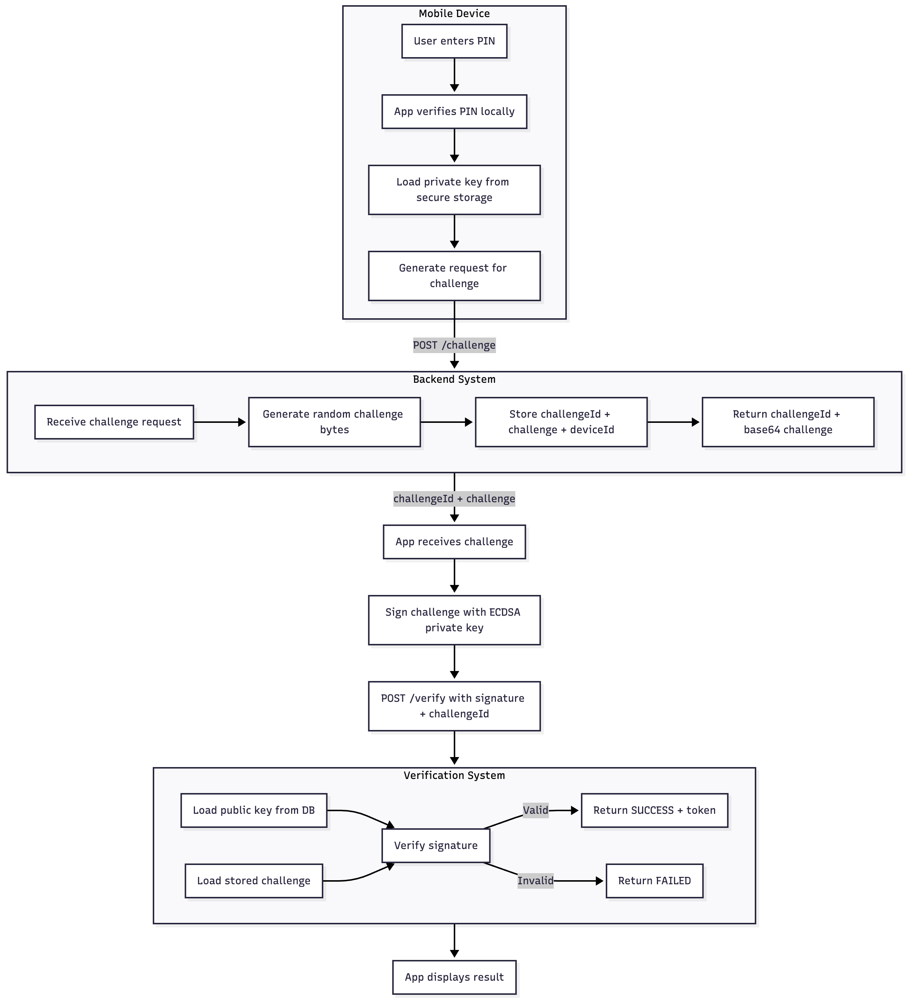 Mobile Device
User enters PIN
App verifies PIN locally
Load private key from
secure storage
Generate request for
challenge
POST /challenge
Backend System
Receive challenge request
Generate random challenge
bytes
Store challengeId +
challenge + deviceId
Return challengeId +
base64 challenge
challengeId + challenge
App receives challenge
Sign challenge with ECDSA
private key
POST /verify with signature
+ challengeId
Verification System
Load public key from DB
Load stored challenge
Verify signature
Valid
Return SUCCESS + token
Invalid
Return FAILED
App displays result